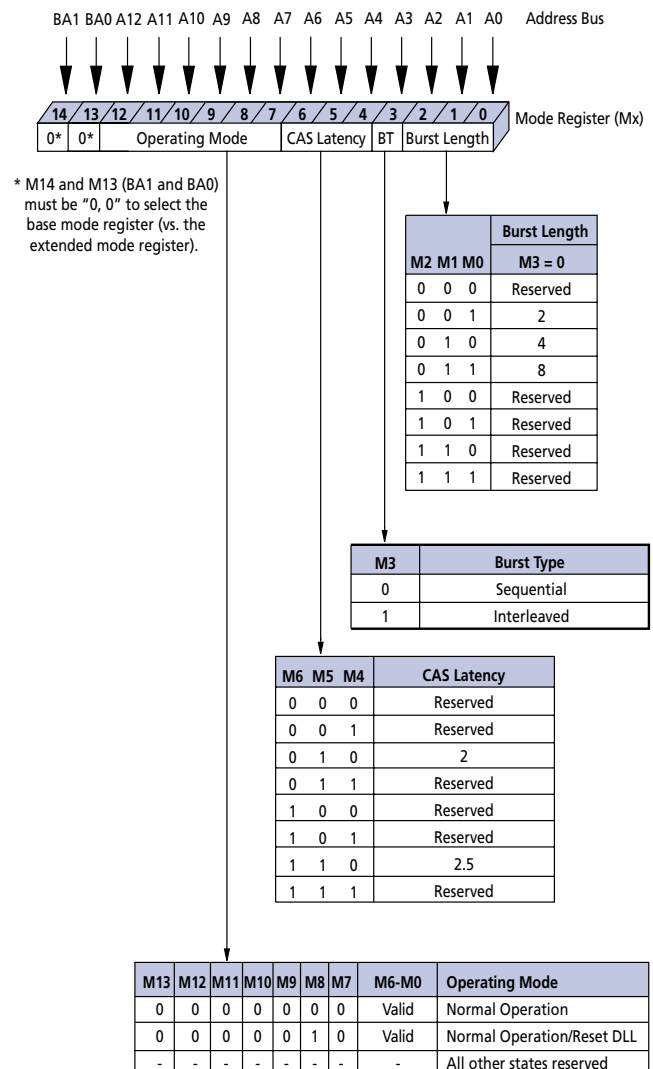 BA1 BA0 A12 A11 A10 A9 A8 A7 A6 A5 A4 A3 A2 A1 A0 Address Bus
14 13 12 11 10 9 8 7 6 5 4 3 2 1 0
Mode Register (Mx)
0* 0* Operating Mode CAS Latency BT Burst Length
* M14 and M13 (BA1 and BA0)
must be "0, 0" to select the
base mode register (vs. the
extended mode register).
Burst Length
M2 M1 M0 M3 = 0
0 0 0 Reserved
0 0 1 2
0 1 0 4
0 1 1 8
1 0 0 Reserved
1 0 1 Reserved
1 1 0 Reserved
1 1 1 Reserved
M3 Burst Type
0 Sequential
1 Interleaved
M6 M5 M4 CAS Latency
0 0 0 Reserved
0 0 1 Reserved
0 1 0 2
0 1 1 Reserved
1 0 0 Reserved
1 0 1 Reserved
1 1 0 2.5
1 1 1 Reserved
M13 M12 M11 M10 M9 M8 M7 M6-M0 Operating Mode
0 0 0 0 0 0 0 Valid Normal Operation
0 0 0 0 0 1 0 Valid Normal Operation/Reset DLL
- - - - - - - - All other states reserved